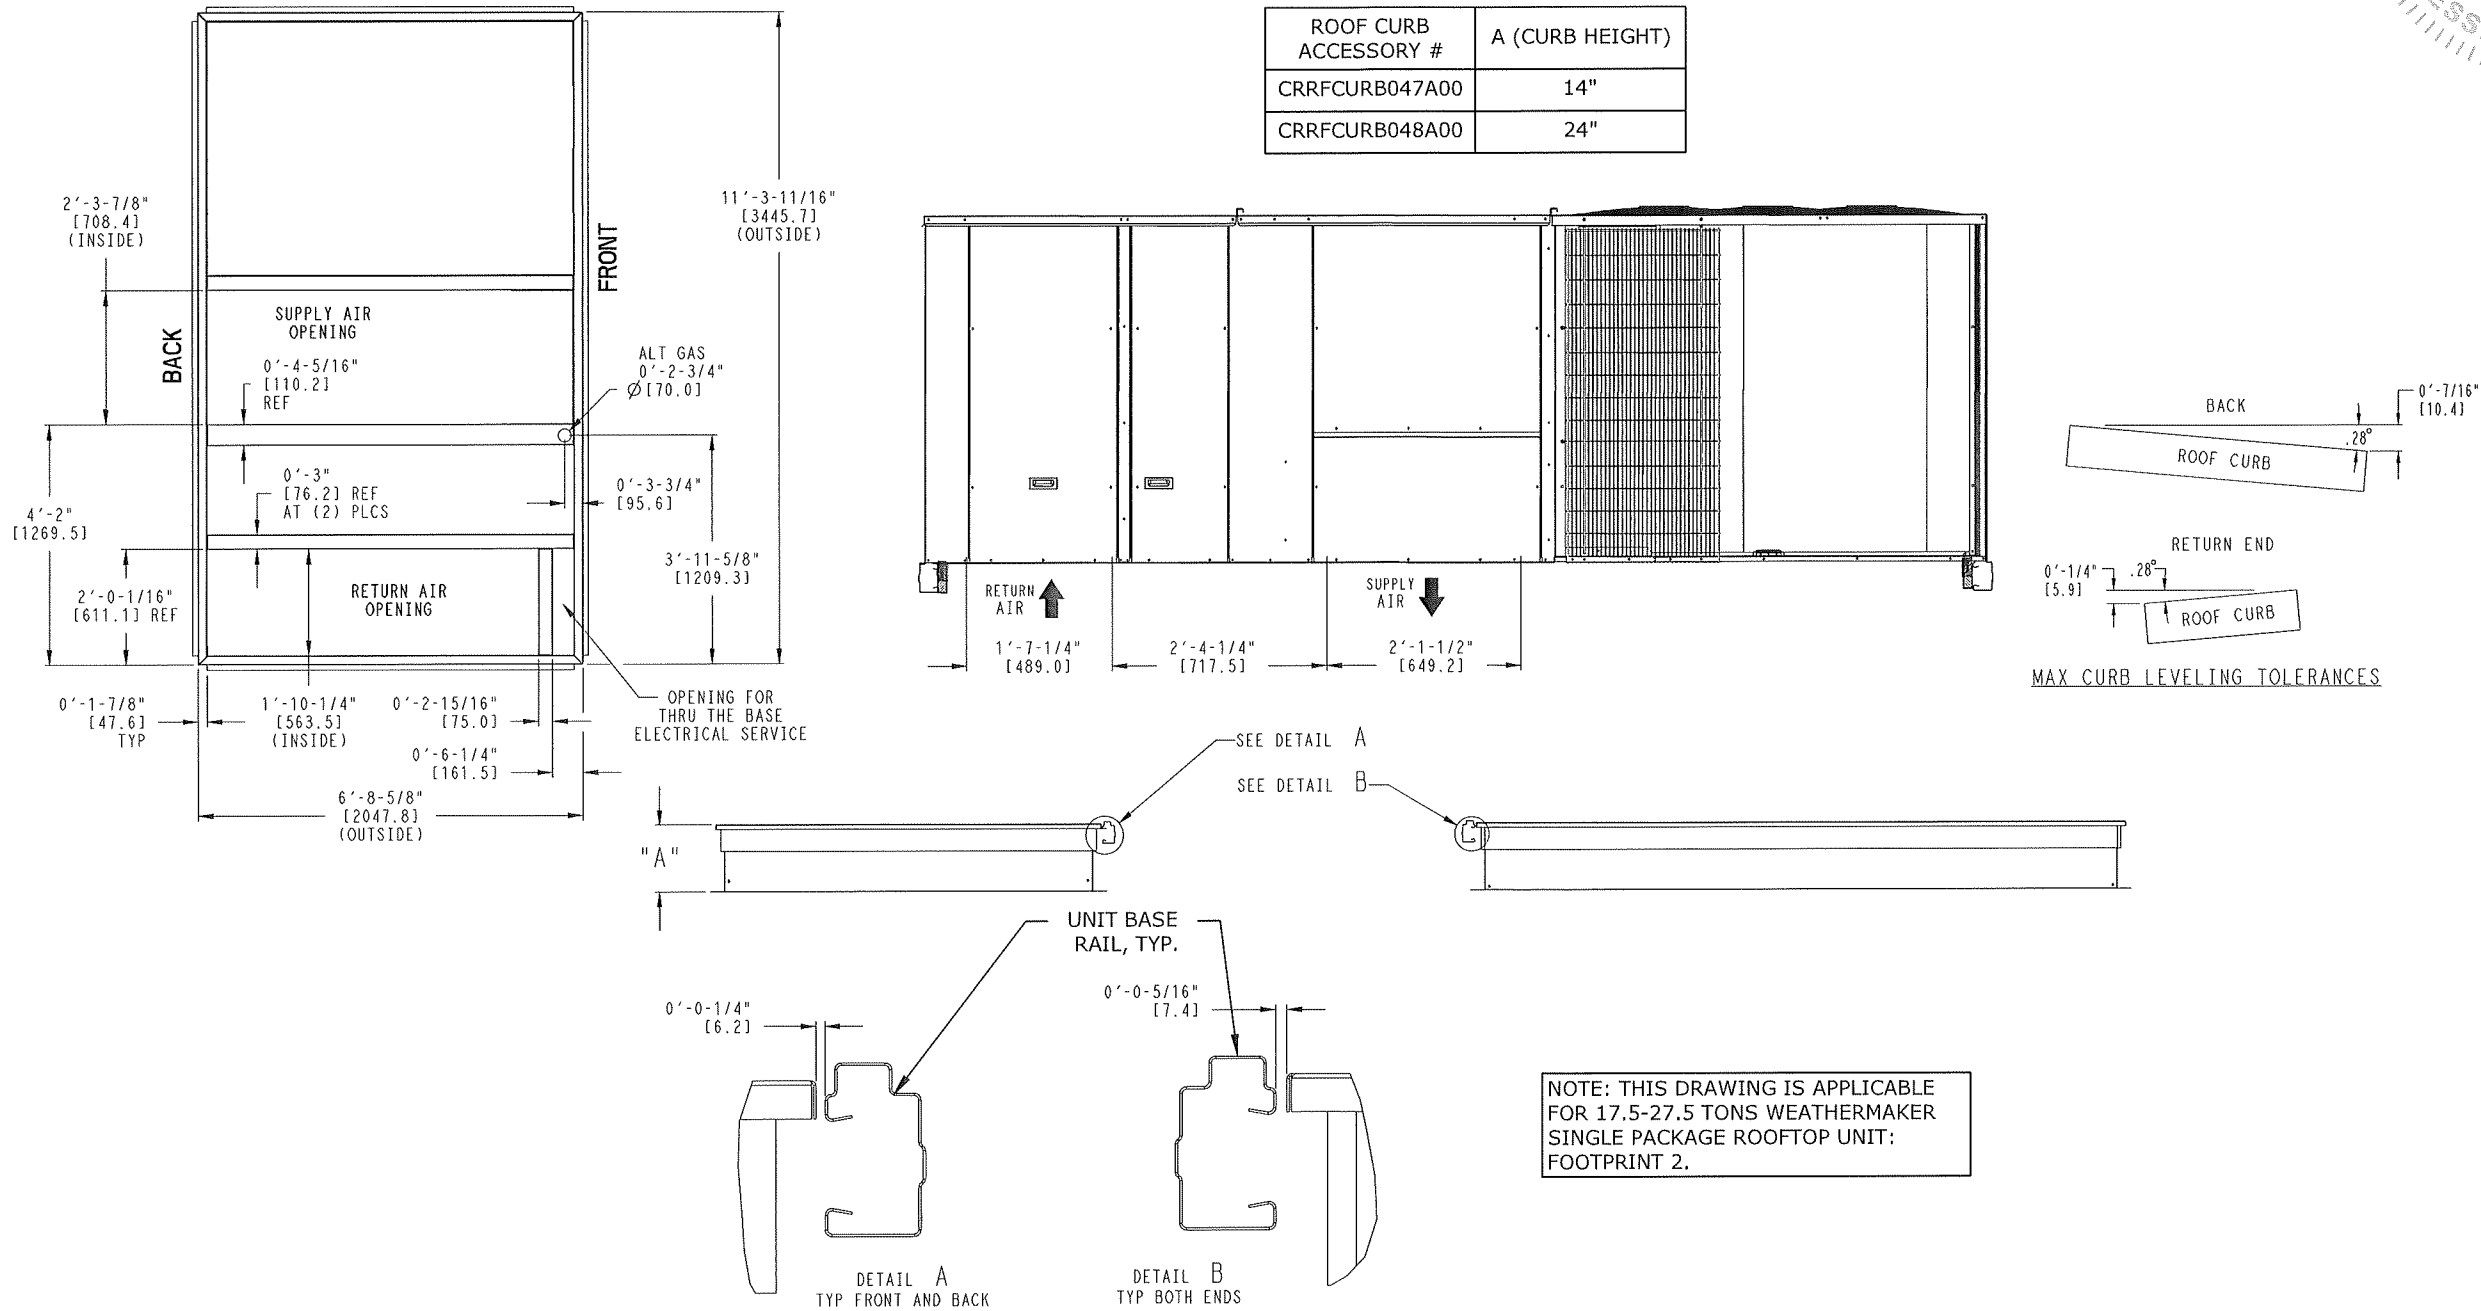 ROOF CURB
ACCESSORY #
A (CURB HEIGHT)
CRRFCURB047A00
14"
CRRFCURB048A00
24"
2'-3-7/8"
[708.4]
(INSIDE)
BACK
FRONT
11'-3-11/16"
[3445.7]
(OUTSIDE)
SUPPLY AIR
OPENING
0'-4-5/16"
[110.2]
REF
ALT GAS
0'-2-3/4"
Ø[70.0]
0'-3"
[76.2] REF
AT (2) PLCS
0'-3-3/4"
[95.6]
4'-2"
[1269.5]
3'-11-5/8"
[1209.3]
2'-0-1/16"
[611.1] REF
RETURN AIR
OPENING
0'-1-7/8"
[47.6]
TYP
1'-10-1/4"
[563.5]
(INSIDE)
0'-2-15/16"
[75.0]
OPENING FOR
THRU THE BASE
ELECTRICAL SERVICE
0'-6-1/4"
[161.5]
6'-8-5/8"
[2047.8]
(OUTSIDE)
RETURN
AIR
SUPPLY
AIR
1'-7-1/4"
[489.0]
2'-4-1/4"
[717.5]
2'-1-1/2"
[649.2]
BACK
0'-7/16"
[10.4]
.28°
ROOF CURB
RETURN END
0'-1/4"
[5.9]
.28°
ROOF CURB
MAX CURB LEVELING TOLERANCES
SEE DETAIL A
SEE DETAIL B
"A"
UNIT BASE
RAIL, TYP.
0'-0-1/4"
[6.2]
0'-0-5/16"
[7.4]
DETAIL A
TYP FRONT AND BACK
DETAIL B
TYP BOTH ENDS
NOTE: THIS DRAWING IS APPLICABLE
FOR 17.5-27.5 TONS WEATHERMAKER
SINGLE PACKAGE ROOFTOP UNIT:
FOOTPRINT 2.